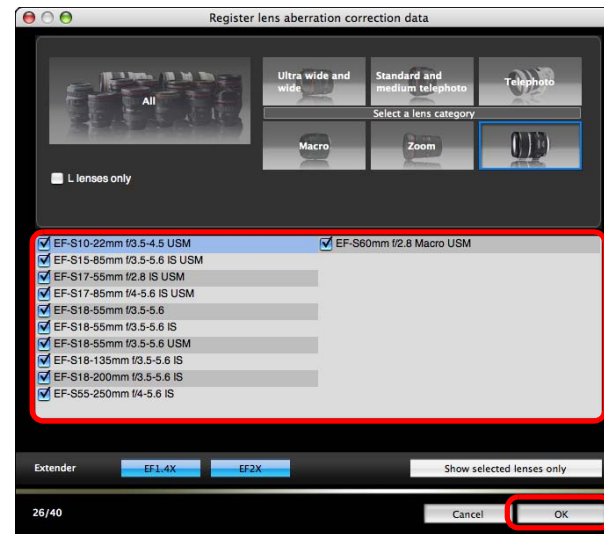 Register lens aberration correction data
All
Ultra wide and
wide
Standard and
medium telephoto
Telephoto
Select a lens category
Macro
Zoom
L lenses only
EF-S10-22mm f/3.5-4.5 USM
EF-S15-85mm f/3.5-5.6 IS USM
EF-S17-55mm f/2.8 IS USM
EF-S17-85mm f/4-5.6 IS USM
EF-S18-55mm f/3.5-5.6
EF-S18-55mm f/3.5-5.6 IS
EF-S18-55mm f/3.5-5.6 USM
EF-S18-135mm f/3.5-5.6 IS
EF-S18-200mm f/3.5-5.6 IS
EF-S55-250mm f/4-5.6 IS
EF-S60mm f/2.8 Macro USM
Extender EF1.4X EF2X Show selected lenses only
26/40 Cancel OK